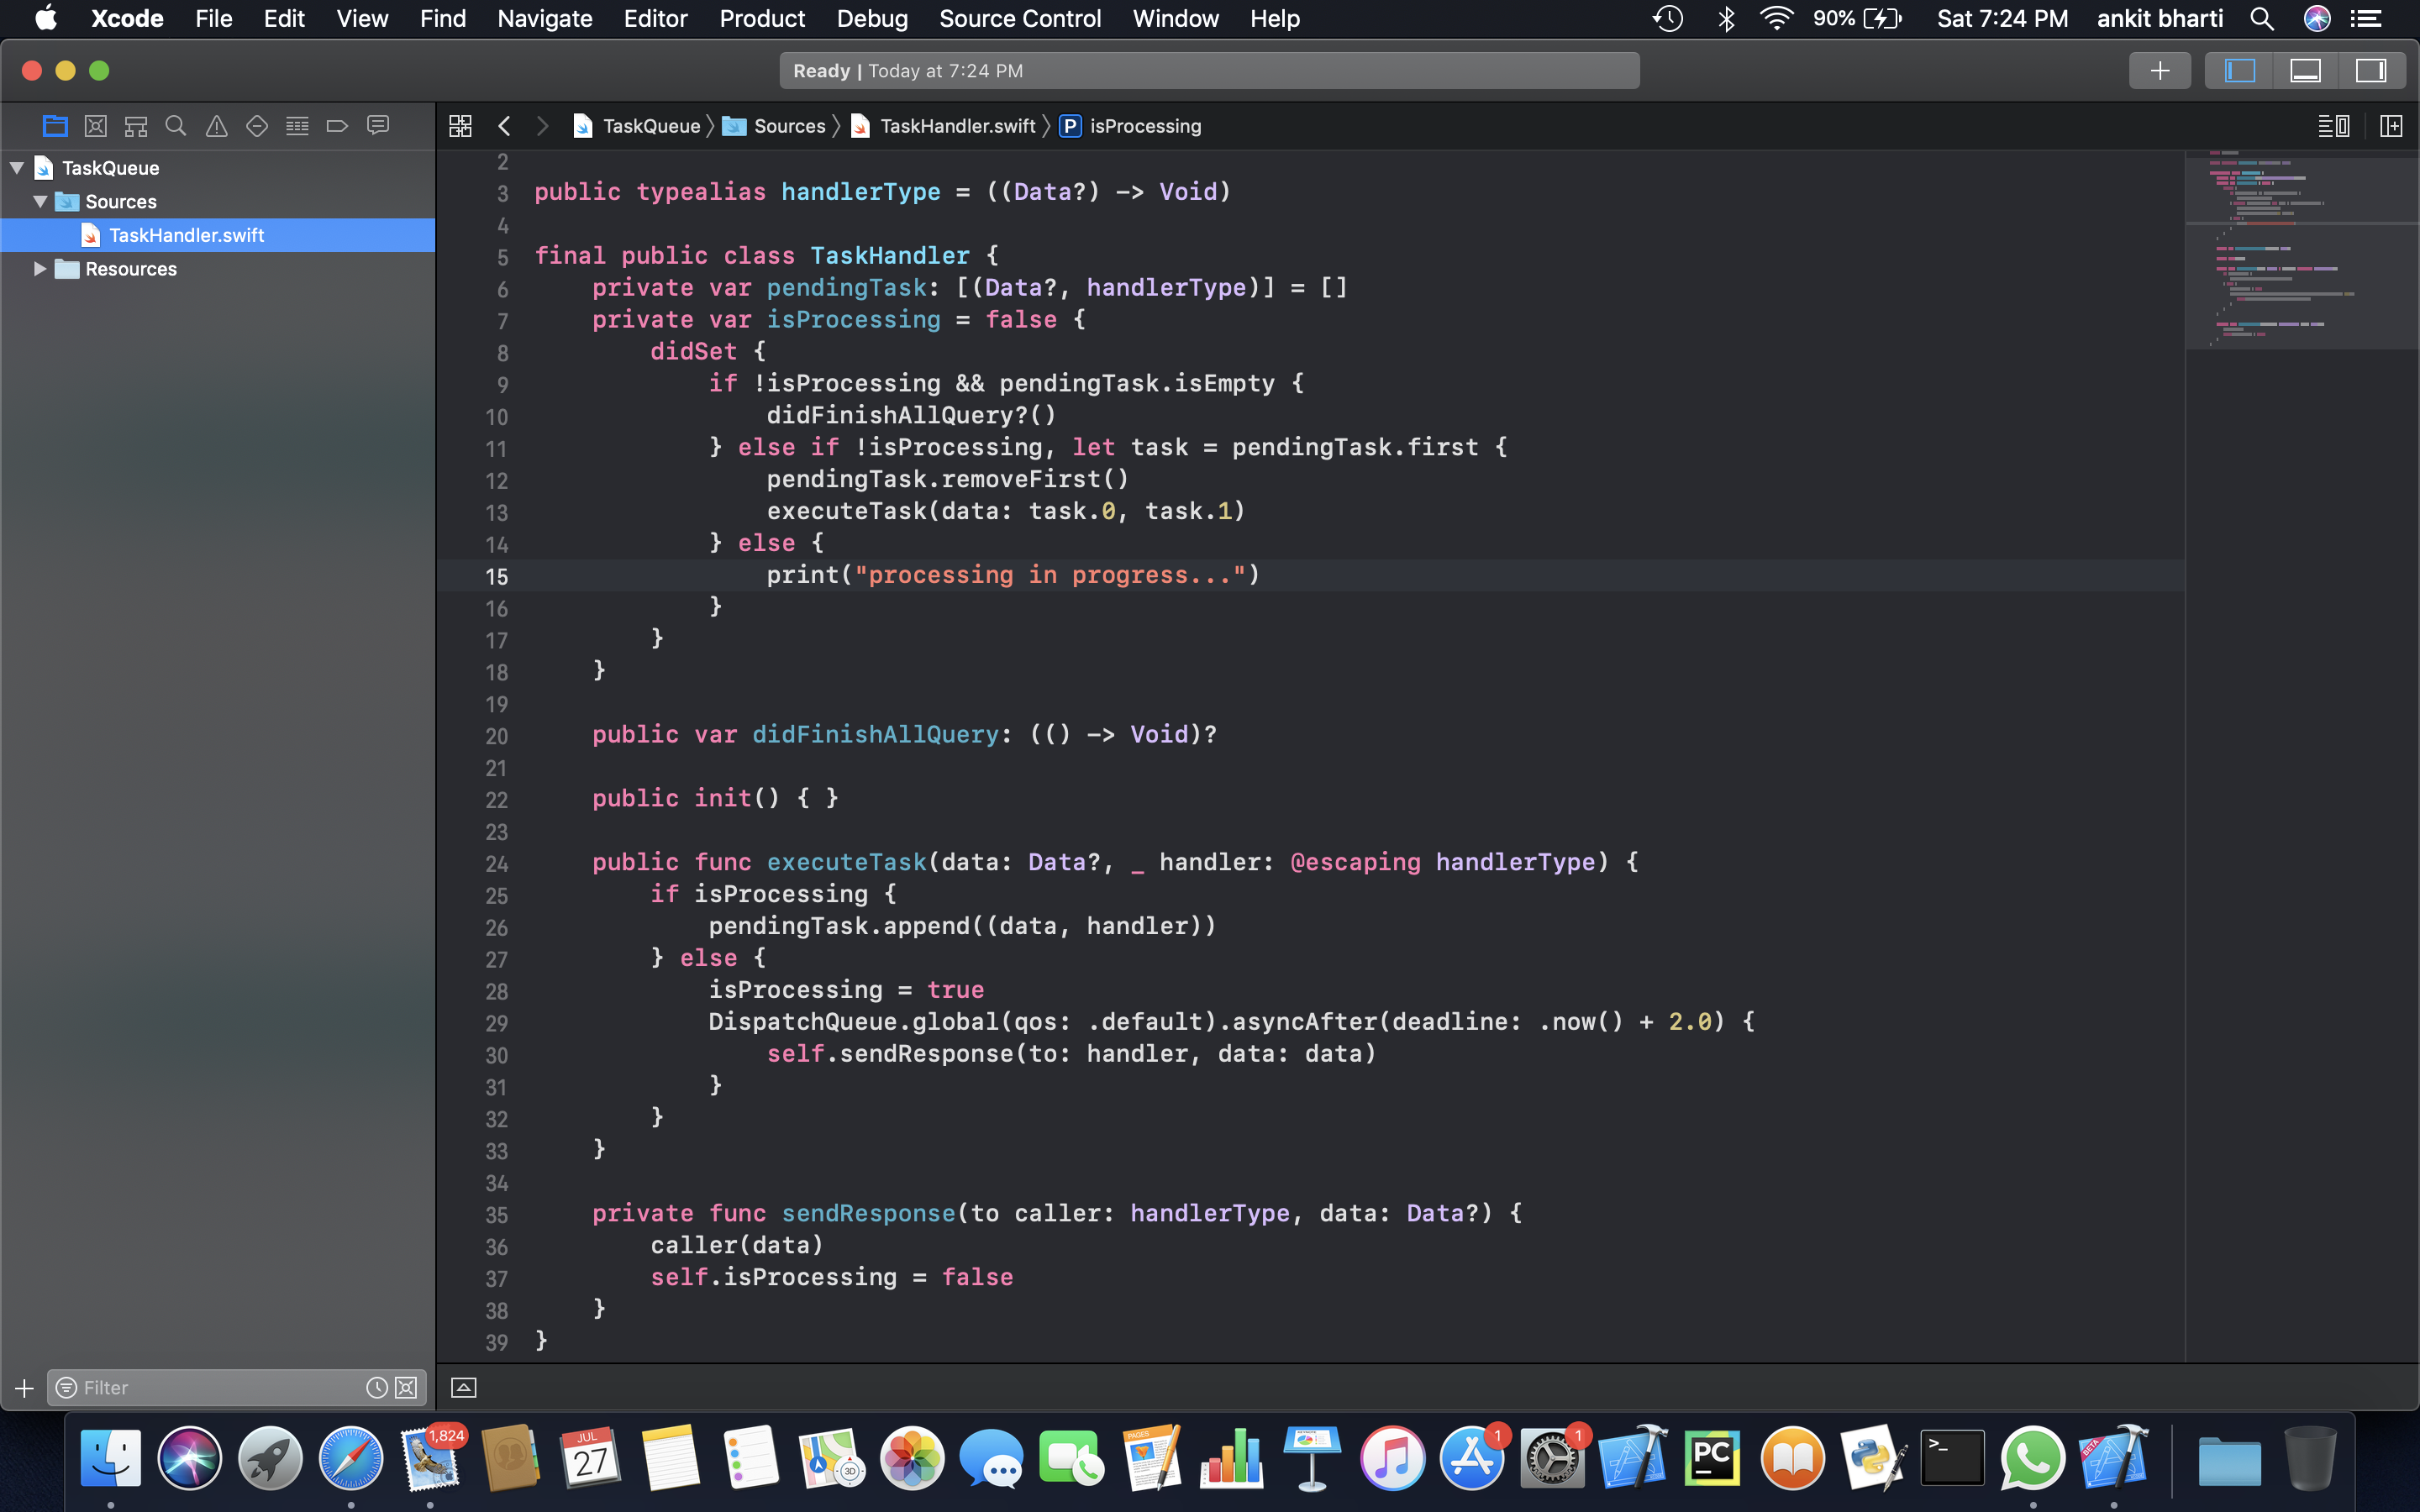 Xcode File Edit View Find Navigate Editor Product Debug Source Control Window Help 90% Sat 7:24 PM ankit bharti
Ready | Today at 7:24 PM
TaskQueue
Sources
TaskHandler.swift
Resources
TaskQueue Sources TaskHandler.swift P isProcessing
2
3 public typealias handlerType = ((Data?) -> Void)
4
5 final public class TaskHandler {
6     private var pendingTask: [(Data?, handlerType)] = []
7     private var isProcessing = false {
8         didSet {
9             if !isProcessing && pendingTask.isEmpty {
10                 didFinishAllQuery?()
11             } else if !isProcessing, let task = pendingTask.first {
12                 pendingTask.removeFirst()
13                 executeTask(data: task.0, task.1)
14             } else {
15                 print("processing in progress...")
16             }
17         }
18     }
19
20     public var didFinishAllQuery: (() -> Void)?
21
22     public init() { }
23
24     public func executeTask(data: Data?, _ handler: @escaping handlerType) {
25         if isProcessing {
26             pendingTask.append((data, handler))
27         } else {
28             isProcessing = true
29             DispatchQueue.global(qos: .default).asyncAfter(deadline: .now() + 2.0) {
30                 self.sendResponse(to: handler, data: data)
31             }
32         }
33     }
34
35     private func sendResponse(to caller: handlerType, data: Data?) {
36         caller(data)
37         self.isProcessing = false
38     }
39 }
Filter
1,824
JUL
27
3D
PAGES
1
1
PC
>_
BETA